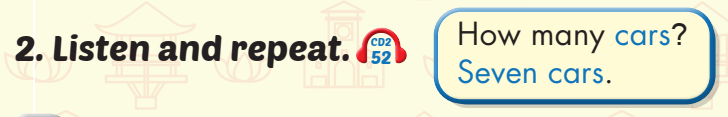 2. Listen and repeat.
CD2
52
How many cars?
Seven cars.